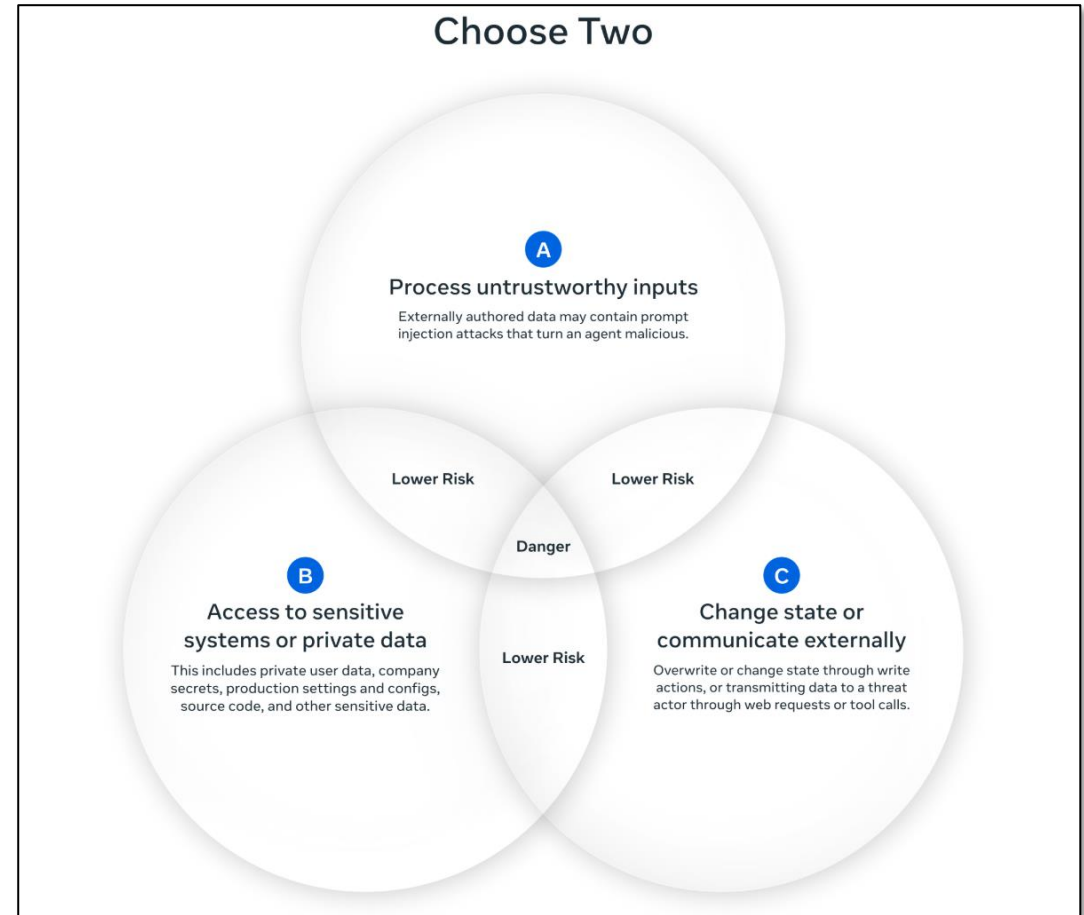 Choose Two
A
Process untrustworthy inputs
Externally authored data may contain prompt
injection attacks that turn an agent malicious.
Lower Risk
Lower Risk
Danger
B
Access to sensitive
systems or private data
This includes private user data, company
secrets, production settings and configs,
source code, and other sensitive data.
Lower Risk
C
Change state or
communicate externally
Overwrite or change state through write
actions, or transmitting data to a threat
actor through web requests or tool calls.